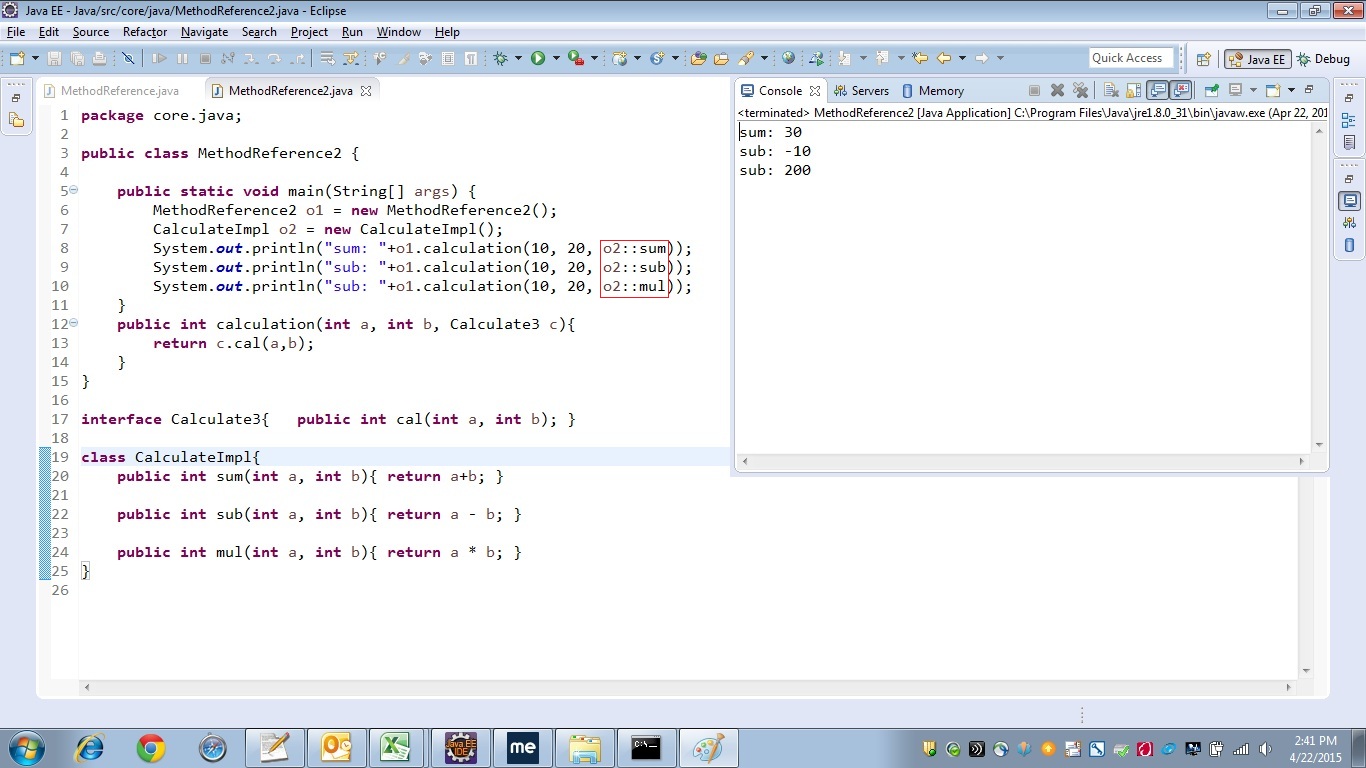 Java EE - Java/src/core/java/MethodReference2.java - Eclipse
File Edit Source Refactor Navigate Search Project Run Window Help
Quick Access
Java EE
Debug
MethodReference.java
MethodReference2.java
1 package core.java;
2
3 public class MethodReference2 {
4
5     public static void main(String[] args) {
6         MethodReference2 o1 = new MethodReference2();
7         CalculateImpl o2 = new CalculateImpl();
8         System.out.println("sum: "+o1.calculation(10, 20, o2::sum));
9         System.out.println("sub: "+o1.calculation(10, 20, o2::sub));
10         System.out.println("sub: "+o1.calculation(10, 20, o2::mul));
11     }
12     public int calculation(int a, int b, Calculate3 c){
13         return c.cal(a,b);
14     }
15 }
16
17 interface Calculate3{   public int cal(int a, int b); }
18
19 class CalculateImpl{
20     public int sum(int a, int b){ return a+b; }
21
22     public int sub(int a, int b){ return a - b; }
23
24     public int mul(int a, int b){ return a * b; }
25 }
26
Console Servers Memory
<terminated> MethodReference2 [Java Application] C:\Program Files\Java\jre1.8.0_31\bin\javaw.exe (Apr 22, 201
sum: 30
sub: -10
sub: 200
Java EE
IDE
me
C:\_
2:41 PM
4/22/2015